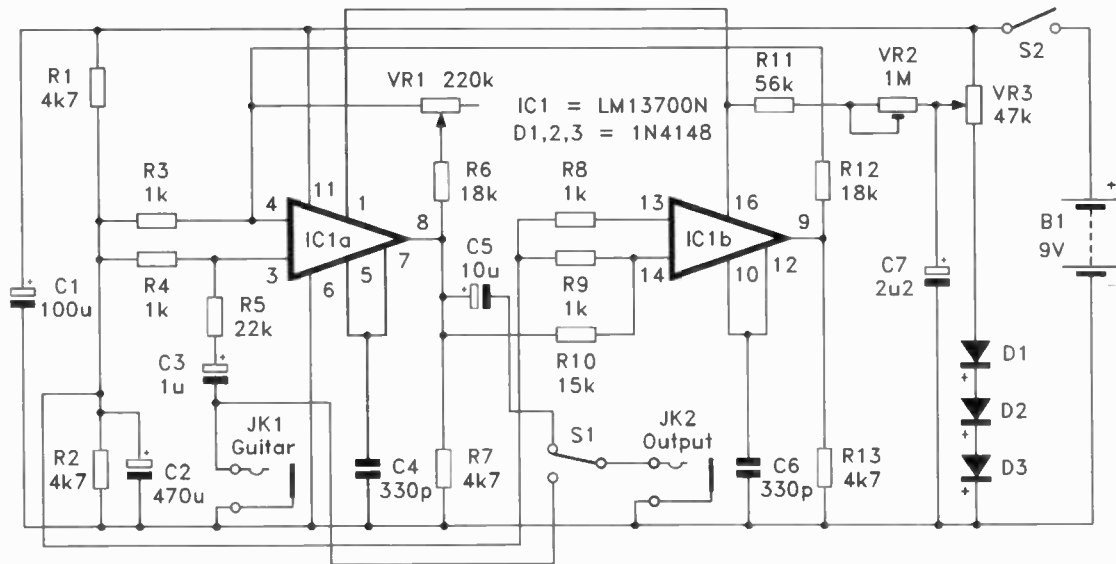 R1
4k7
VR1 220k
IC1 = LM13700N
D1,2,3 = 1N4148
R11
56k
VR2
1M
S2
VR3
47k
R3
1k
4
11
1
R6
18k
R8
1k
13
16
R12
18k
IC1a
8
IC1b
9
B1
9V
+
3
6
5
7
C5
10u
+
14
10
12
R4
1k
R5
22k
R9
1k
C7
2u2
+
C1
100u
+
C3
1u
+
R10
15k
D1
+
D2
+
D3
+
R2
4k7
C2
470u
+
JK1
Guitar
C4
330p
R7
4k7
S1
JK2
Output
C6
330p
R13
4k7